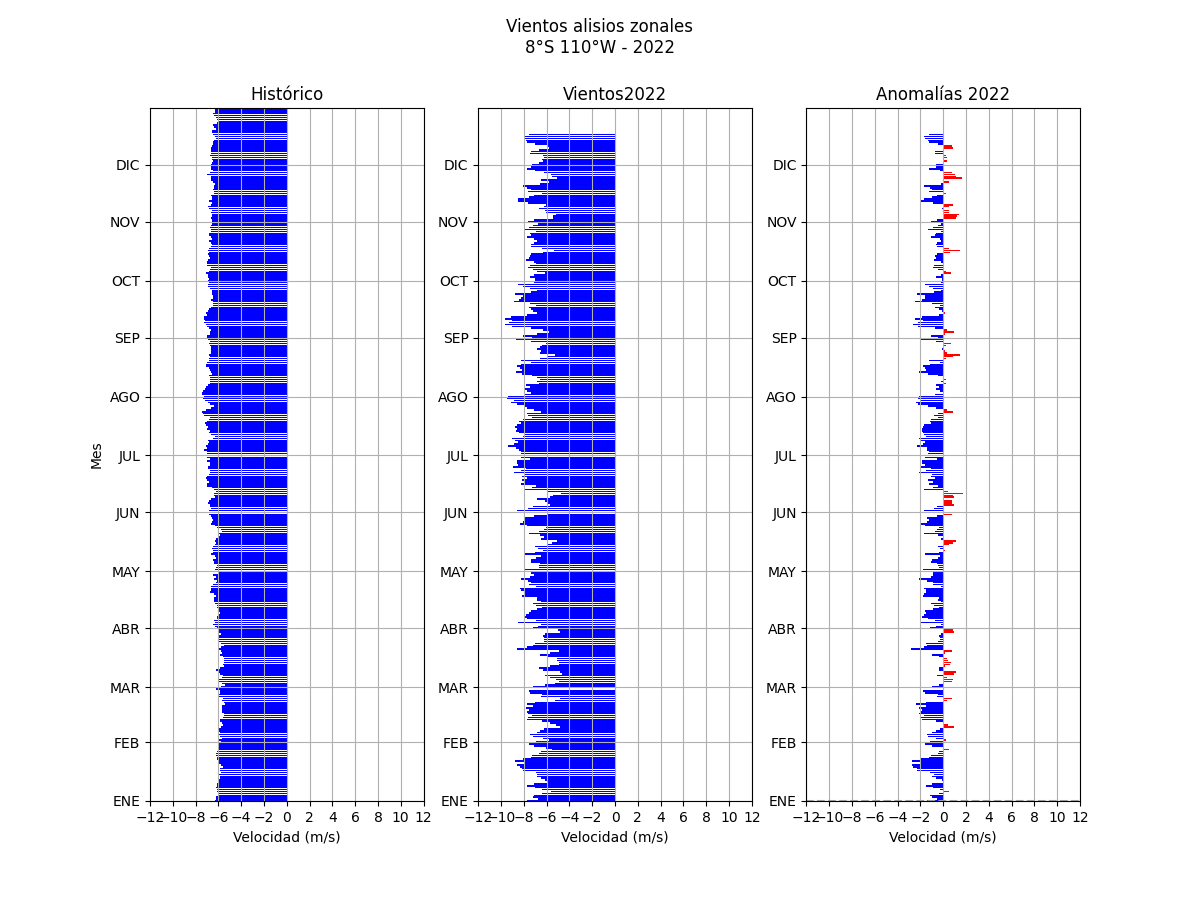 Vientos alisios zonales
8°S 110°W - 2022
Histórico
Vientos2022
Anomalías 2022
DIC
NOV
OCT
SEP
AGO
JUL
JUN
MAY
ABR
MAR
FEB
ENE
Mes
−12 −10 −8 −6 −4 −2 0 2 4 6 8 10 12
Velocidad (m/s)
DIC
NOV
OCT
SEP
AGO
JUL
JUN
MAY
ABR
MAR
FEB
ENE
−12 −10 −8 −6 −4 −2 0 2 4 6 8 10 12
Velocidad (m/s)
DIC
NOV
OCT
SEP
AGO
JUL
JUN
MAY
ABR
MAR
FEB
ENE
−12 −10 −8 −6 −4 −2 0 2 4 6 8 10 12
Velocidad (m/s)